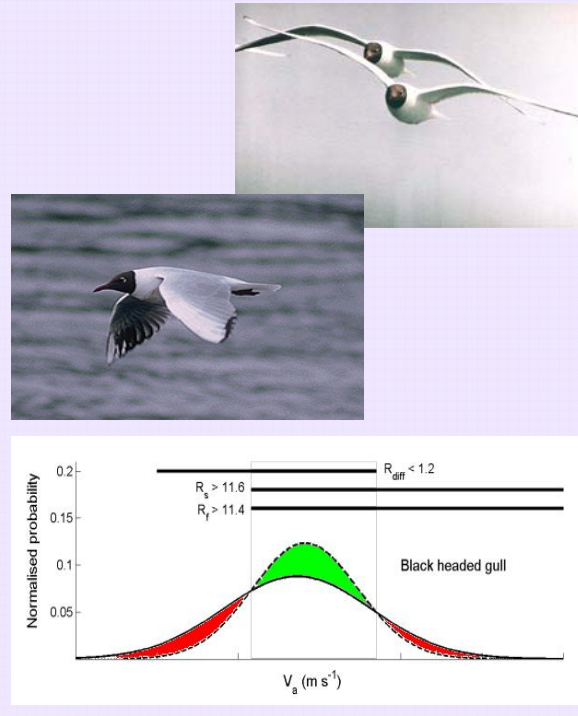 Normalised probability
0.2
0.15
0.1
0.05
R_diff < 1.2
R_s > 11.6
R_f > 11.4
Black headed gull
V_a (m s⁻¹)